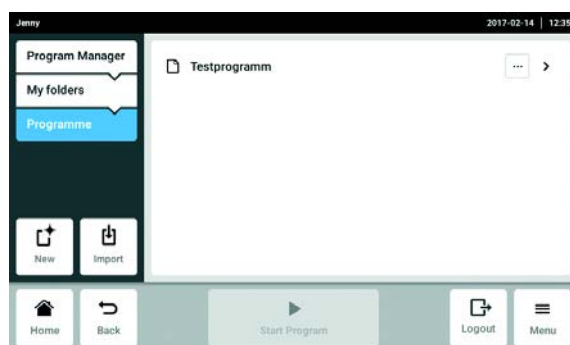 Jenny
2017-02-14 | 12:35
Program Manager
My folders
Programme
Testprogramm
...
New
Import
Home
Back
Start Program
Logout
Menu